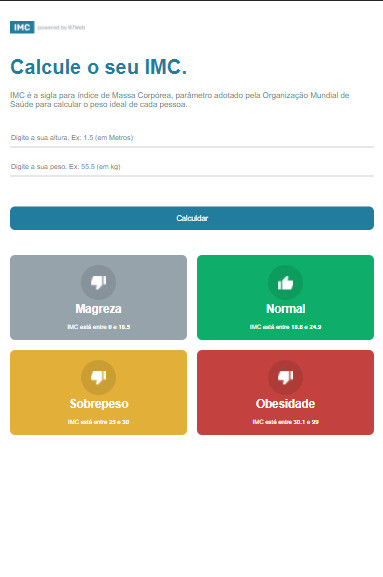 IMC powered by B7Web
Calcule o seu IMC.
IMC é a sigla para índice de Massa Corpórea, parâmetro adotado pela Organização Mundial de
Saúde para calcular o peso ideal de cada pessoa.
Digite a sua altura. Ex: 1.5 (em Metros)
Digite a sua peso. Ex: 55.5 (em kg)
Calculdar
Magreza
IMC está entre 0 e 18.5
Normal
IMC está entre 18.6 e 24.9
Sobrepeso
IMC está entre 25 e 30
Obesidade
IMC está entre 30.1 e 99